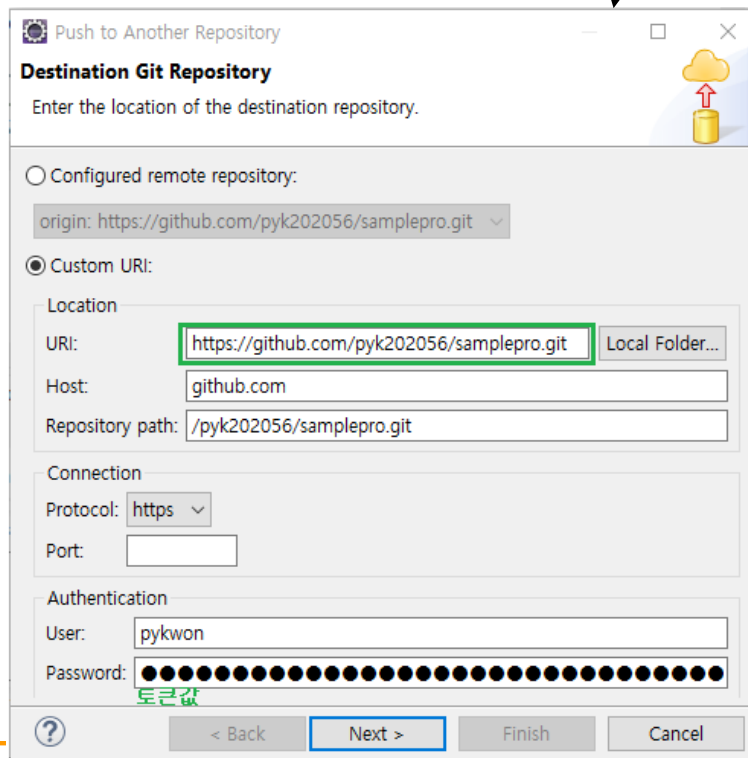 Push to Another Repository
Destination Git Repository
Enter the location of the destination repository.
Configured remote repository:
origin: https://github.com/pyk202056/samplepro.git
Custom URI:
Location
URI: https://github.com/pyk202056/samplepro.git Local Folder...
Host: github.com
Repository path: /pyk202056/samplepro.git
Connection
Protocol: https
Port:
Authentication
User: pykwon
Password: ●●●●●●●●●●●●●●●●●●●●●●●●●●●●●●●●
토큰값
? < Back Next > Finish Cancel